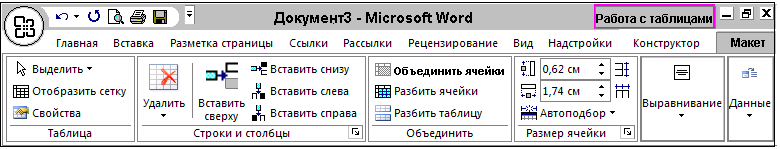 Документ3 - Microsoft Word Работа с таблицами
Главная Вставка Разметка страницы Ссылки Рассылки Рецензирование Вид Надстройки Конструктор Макет
Выделить
Отобразить сетку
Свойства
Таблица
Удалить
Вставить сверху
Вставить снизу
Вставить слева
Вставить справа
Строки и столбцы
Объединить ячейки
Разбить ячейки
Разбить таблицу
Объединить
0,62 см
1,74 см
Автоподбор
Размер ячейки
Выравнивание
Данные